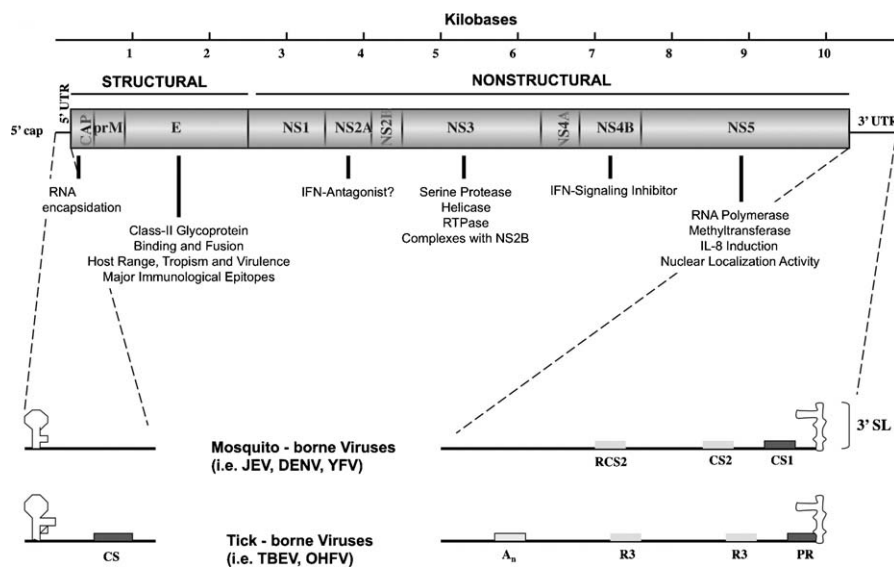 Kilobases
1 2 3 4 5 6 7 8 9 10
STRUCTURAL NONSTRUCTURAL
5' UTR
5' cap CAP prM E NS1 NS2A NS2B NS3 NS4A NS4B NS5 3' UTR
RNA
encapsidation
Class-II Glycoprotein
Binding and Fusion
Host Range, Tropism and Virulence
Major Immunological Epitopes
IFN-Antagonist?
Serine Protease
Helicase
RTPase
Complexes with NS2B
IFN-Signaling Inhibitor
RNA Polymerase
Methyltransferase
IL-8 Induction
Nuclear Localization Activity
3' SL
Mosquito - borne Viruses
(i.e. JEV, DENV, YFV)
RCS2 CS2 CS1
CS
Tick - borne Viruses
(i.e. TBEV, OHFV)
An R3 R3 PR